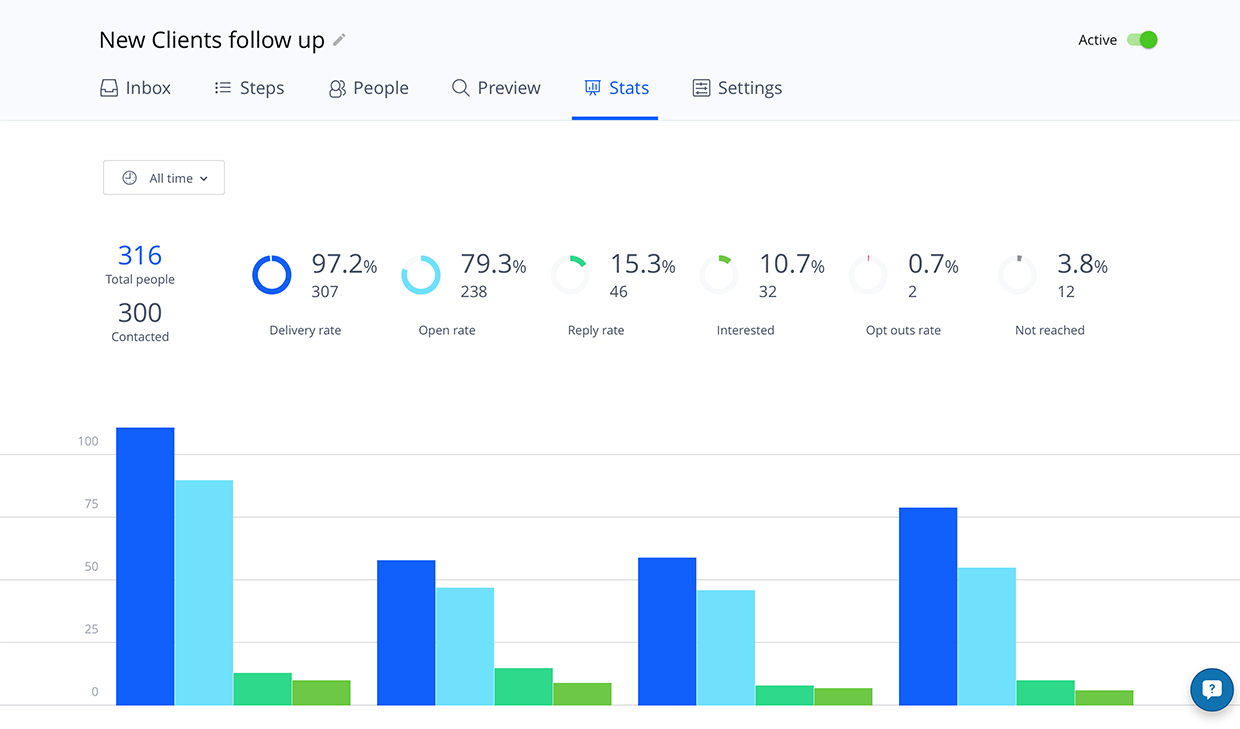 New Clients follow up
Active
Inbox Steps People Preview Stats Settings
All time
316
Total people
300
Contacted
97.2%
307
Delivery rate
79.3%
238
Open rate
15.3%
46
Reply rate
10.7%
32
Interested
0.7%
2
Opt outs rate
3.8%
12
Not reached
100
75
50
25
0
?